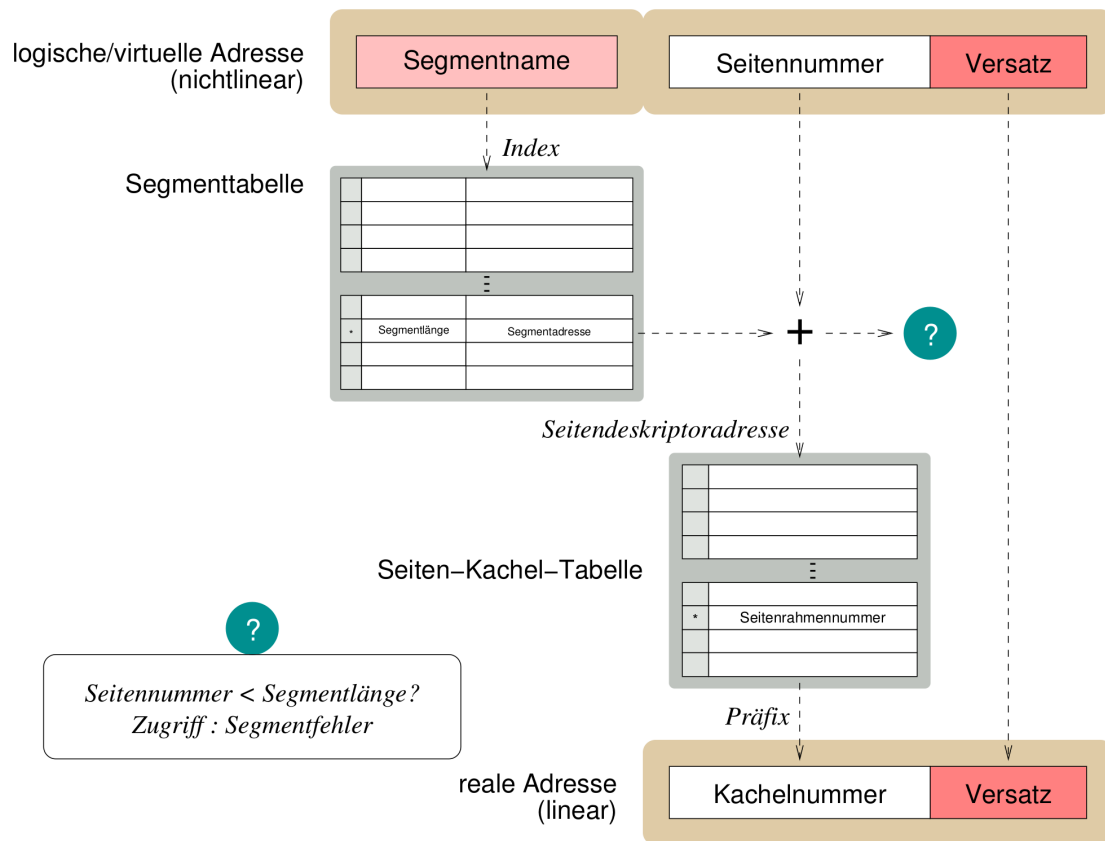 logische/virtuelle Adresse
(nichtlinear)
Segmentname
Seitennummer
Versatz
Index
Segmenttabelle
* Segmentlänge Segmentadresse
+
?
Seitendeskriptoradresse
Seiten−Kachel−Tabelle
* Seitenrahmennummer
?
Seitennummer < Segmentlänge?
Zugriff : Segmentfehler
Präfix
reale Adresse
(linear)
Kachelnummer
Versatz